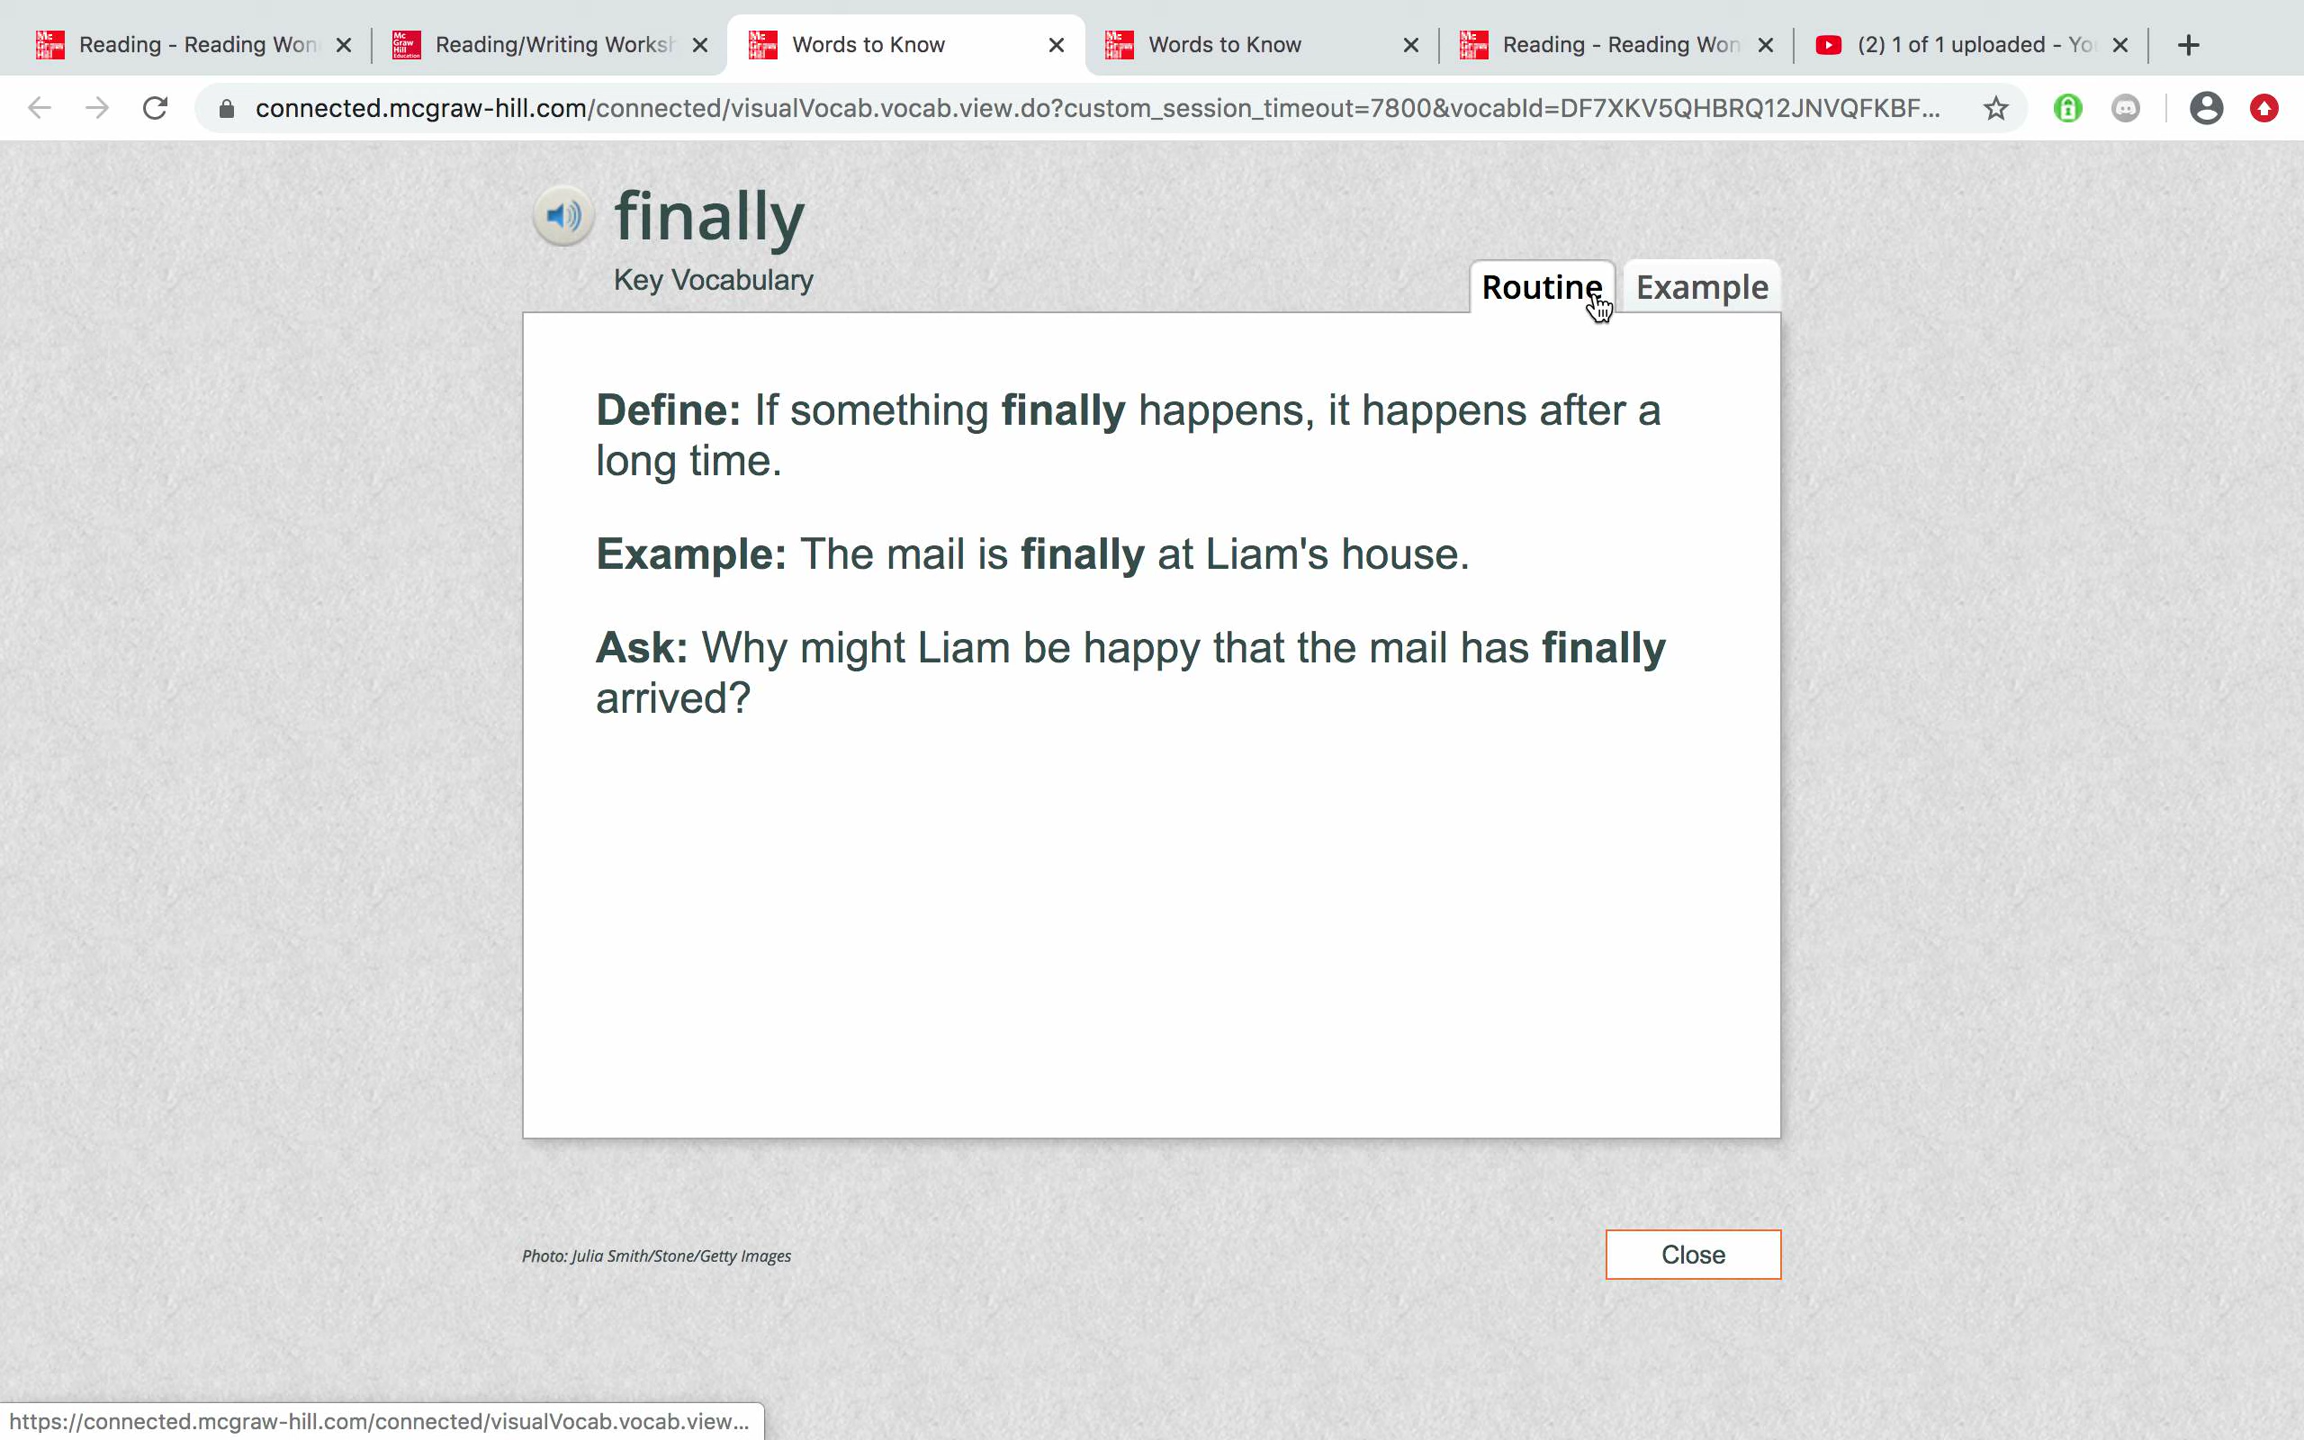 Reading - Reading Won
Reading/Writing Worksh
Words to Know
Words to Know
Reading - Reading Won
(2) 1 of 1 uploaded - You
connected.mcgraw-hill.com/connected/visualVocab.vocab.view.do?custom_session_timeout=7800&vocabId=DF7XKV5QHBRQ12JNVQFKBF...
finally
Key Vocabulary
Routine
Example
Define: If something finally happens, it happens after a
long time.
Example: The mail is finally at Liam's house.
Ask: Why might Liam be happy that the mail has finally
arrived?
Photo: Julia Smith/Stone/Getty Images
Close
https://connected.mcgraw-hill.com/connected/visualVocab.vocab.view...